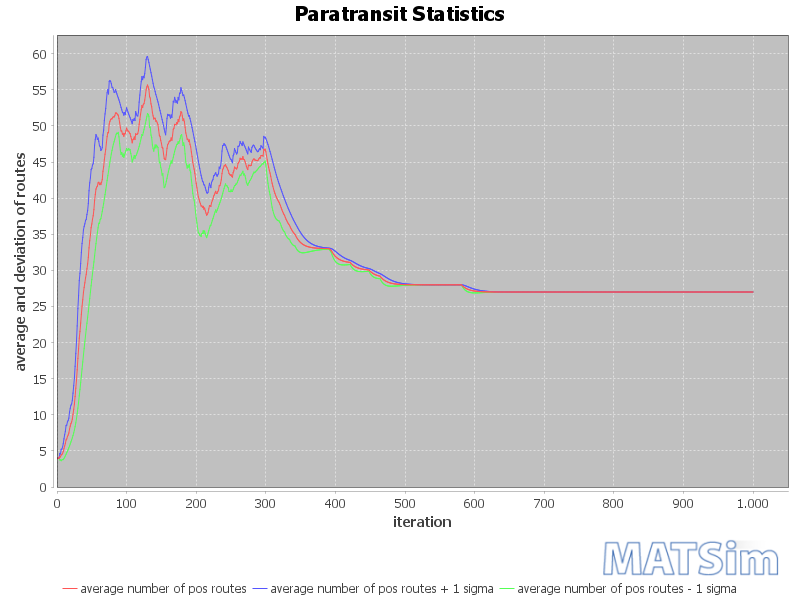 Paratransit Statistics
average and deviation of routes
60
55
50
45
40
35
30
25
20
15
10
5
0
0 100 200 300 400 500 600 700 800 900 1.000
iteration
MATSim
average number of pos routes average number of pos routes + 1 sigma average number of pos routes - 1 sigma